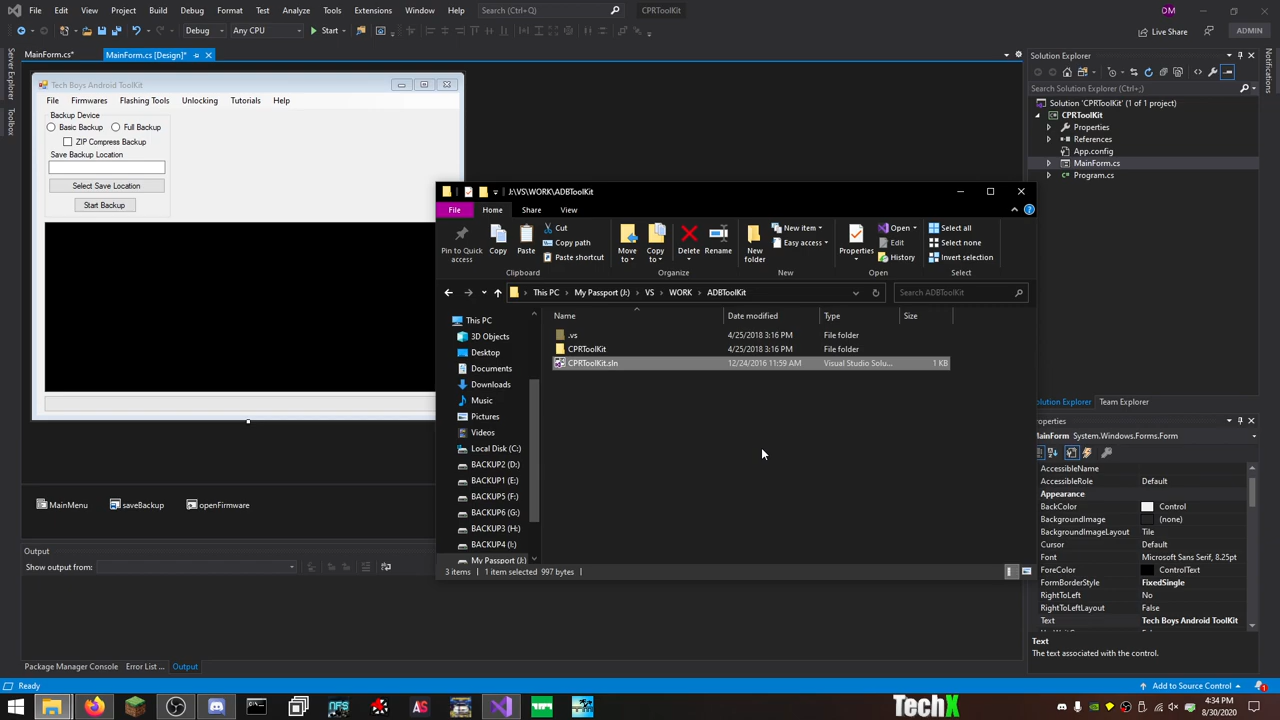 File Edit View Project Build Debug Format Test Analyze Tools Extensions Window Help Search (Ctrl+;) CPRToolKit DM
Debug Any CPU Start Live Share ADMIN
MainForm.cs* MainForm.cs [Design]*
Server Explorer
Toolbox
Notifications
Tech Boys Android ToolKit
File Firmwares Flashing Tools Unlocking Tutorials Help
Backup Device
Basic Backup Full Backup
ZIP Compress Backup
Save Backup Location
Select Save Location
Start Backup
MainMenu saveBackup openFirmware
Output
Show output from:
Package Manager Console Error List ... Output
Ready
J:\VS\WORK\ADBToolKit
File Home Share View
Pin to Quick access
Copy
Paste
Cut
Copy path
Paste shortcut
Clipboard
Move to
Copy to
Delete
Rename
Organize
New folder
New item
Easy access
New
Properties
Open
Edit
History
Open
Select all
Select none
Invert selection
Select
This PC My Passport (J:) VS WORK ADBToolKit Search ADBToolKit
This PC
3D Objects
Desktop
Documents
Downloads
Music
Pictures
Videos
Local Disk (C:)
BACKUP2 (D:)
BACKUP1 (E:)
BACKUP5 (F:)
BACKUP6 (G:)
BACKUP3 (H:)
BACKUP4 (I:)
My Passport (J:)
Name Date modified Type Size
.vs 4/25/2018 3:16 PM File folder
CPRToolKit 4/25/2018 3:16 PM File folder
CPRToolKit.sln 12/24/2016 11:59 AM Visual Studio Solu... 1 KB
3 items 1 item selected 997 bytes
Solution Explorer
Search Solution Explorer (Ctrl+;)
Solution 'CPRToolKit' (1 of 1 project)
CPRToolKit
Properties
References
App.config
MainForm.cs
Program.cs
olution Explorer Team Explorer
roperties
MainForm System.Windows.Forms.Form
AccessibleName
AccessibleRole Default
Appearance
BackColor Control
BackgroundImage (none)
BackgroundImageLayout Tile
Cursor Default
Font Microsoft Sans Serif, 8.25pt
ForeColor ControlText
FormBorderStyle FixedSingle
RightToLeft No
RightToLeftLayout False
Text Tech Boys Android ToolKit
Text
The text associated with the control.
Add to Source Control
TechX
4:34 PM
8/30/2020